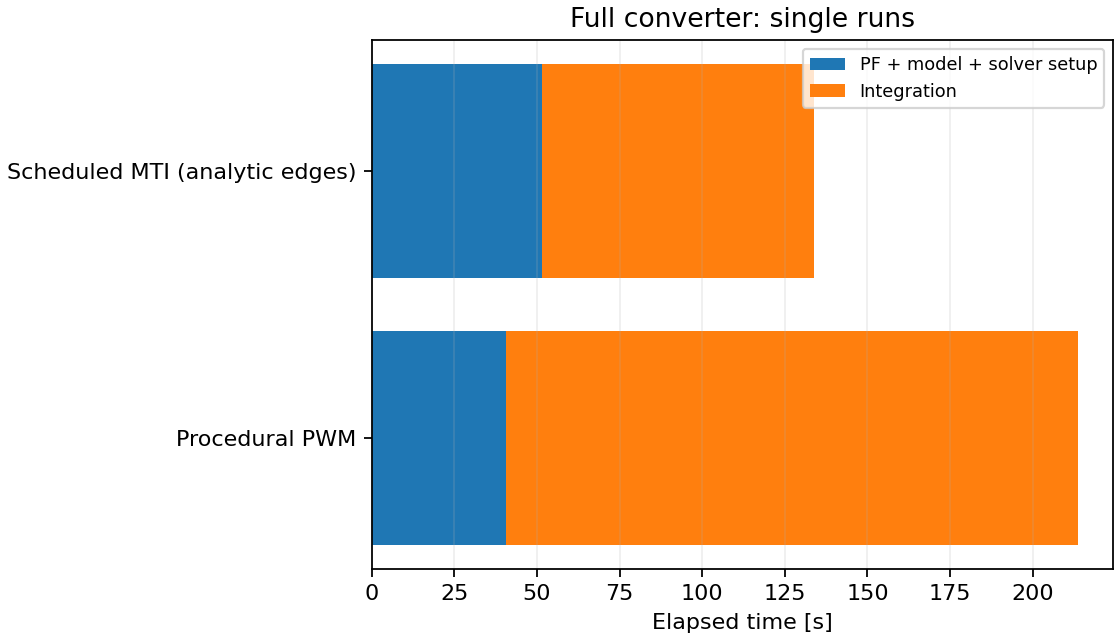 Full converter: single runs
PF + model + solver setup
Integration
Scheduled MTI (analytic edges)
Procedural PWM
0 25 50 75 100 125 150 175 200
Elapsed time [s]